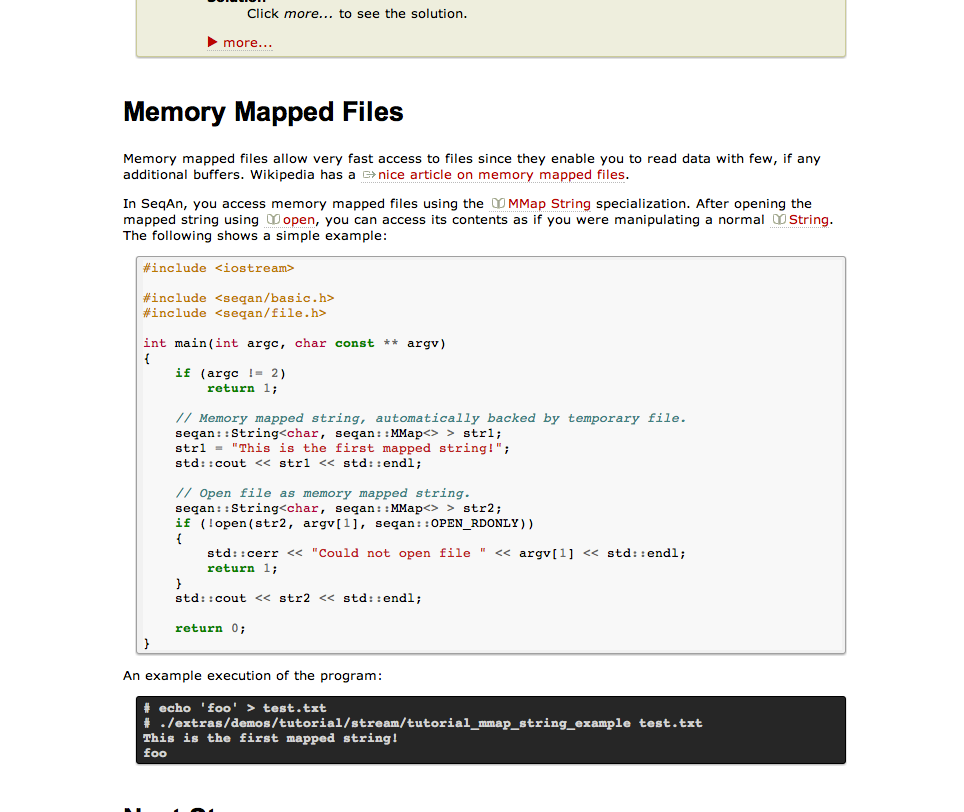 Solution
Click more... to see the solution.
▶ more...
Memory Mapped Files
Memory mapped files allow very fast access to files since they enable you to read data with few, if any
additional buffers. Wikipedia has a nice article on memory mapped files.
In SeqAn, you access memory mapped files using the MMap String specialization. After opening the
mapped string using open, you can access its contents as if you were manipulating a normal String.
The following shows a simple example:
#include <iostream>
#include <seqan/basic.h>
#include <seqan/file.h>
int main(int argc, char const ** argv)
{
    if (argc != 2)
        return 1;
    // Memory mapped string, automatically backed by temporary file.
    seqan::String<char, seqan::MMap<> > str1;
    str1 = "This is the first mapped string!";
    std::cout << str1 << std::endl;
    // Open file as memory mapped string.
    seqan::String<char, seqan::MMap<> > str2;
    if (!open(str2, argv[1], seqan::OPEN_RDONLY))
    {
        std::cerr << "Could not open file " << argv[1] << std::endl;
        return 1;
    }
    std::cout << str2 << std::endl;
    return 0;
}
An example execution of the program:
# echo 'foo' > test.txt
# ./extras/demos/tutorial/stream/tutorial_mmap_string_example test.txt
This is the first mapped string!
foo